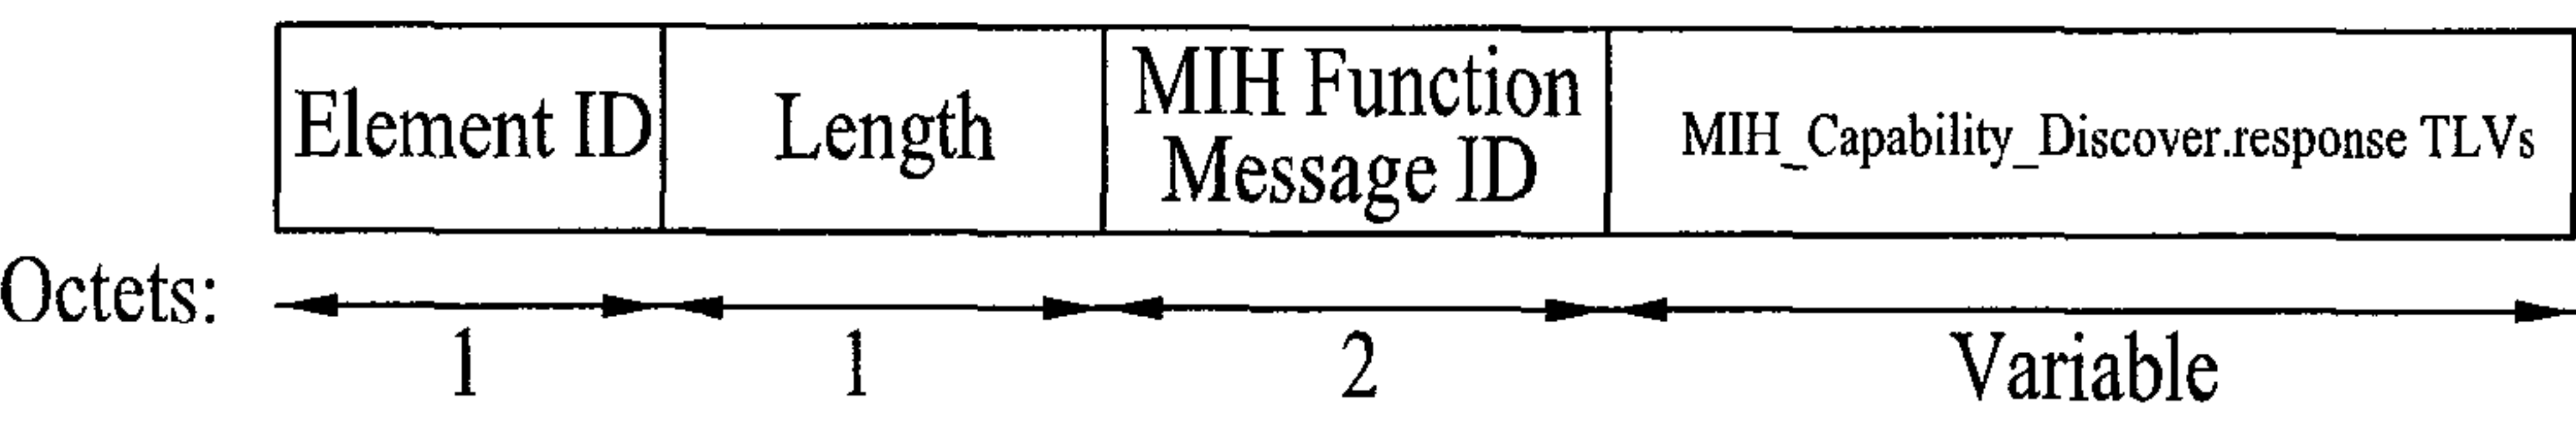 Element ID
Length
MIH Function
Message ID
MIH_Capability_Discover.response TLVs
Octets:
1
1
2
Variable